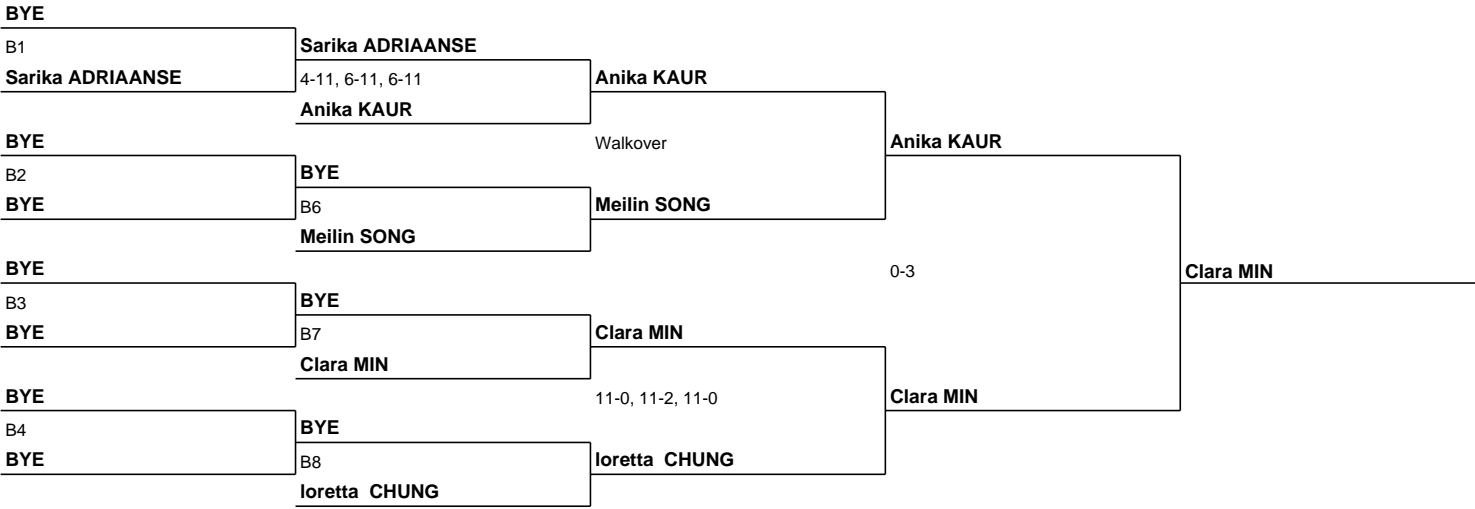 BYE
B1
Sarika ADRIAANSE
Sarika ADRIAANSE
4-11, 6-11, 6-11
Anika KAUR
Anika KAUR
BYE
Walkover
Anika KAUR
B2
BYE
BYE
B6
Meilin SONG
Meilin SONG
BYE
0-3
Clara MIN
B3
BYE
BYE
B7
Clara MIN
Clara MIN
BYE
11-0, 11-2, 11-0
Clara MIN
B4
BYE
BYE
B8
loretta CHUNG
loretta CHUNG